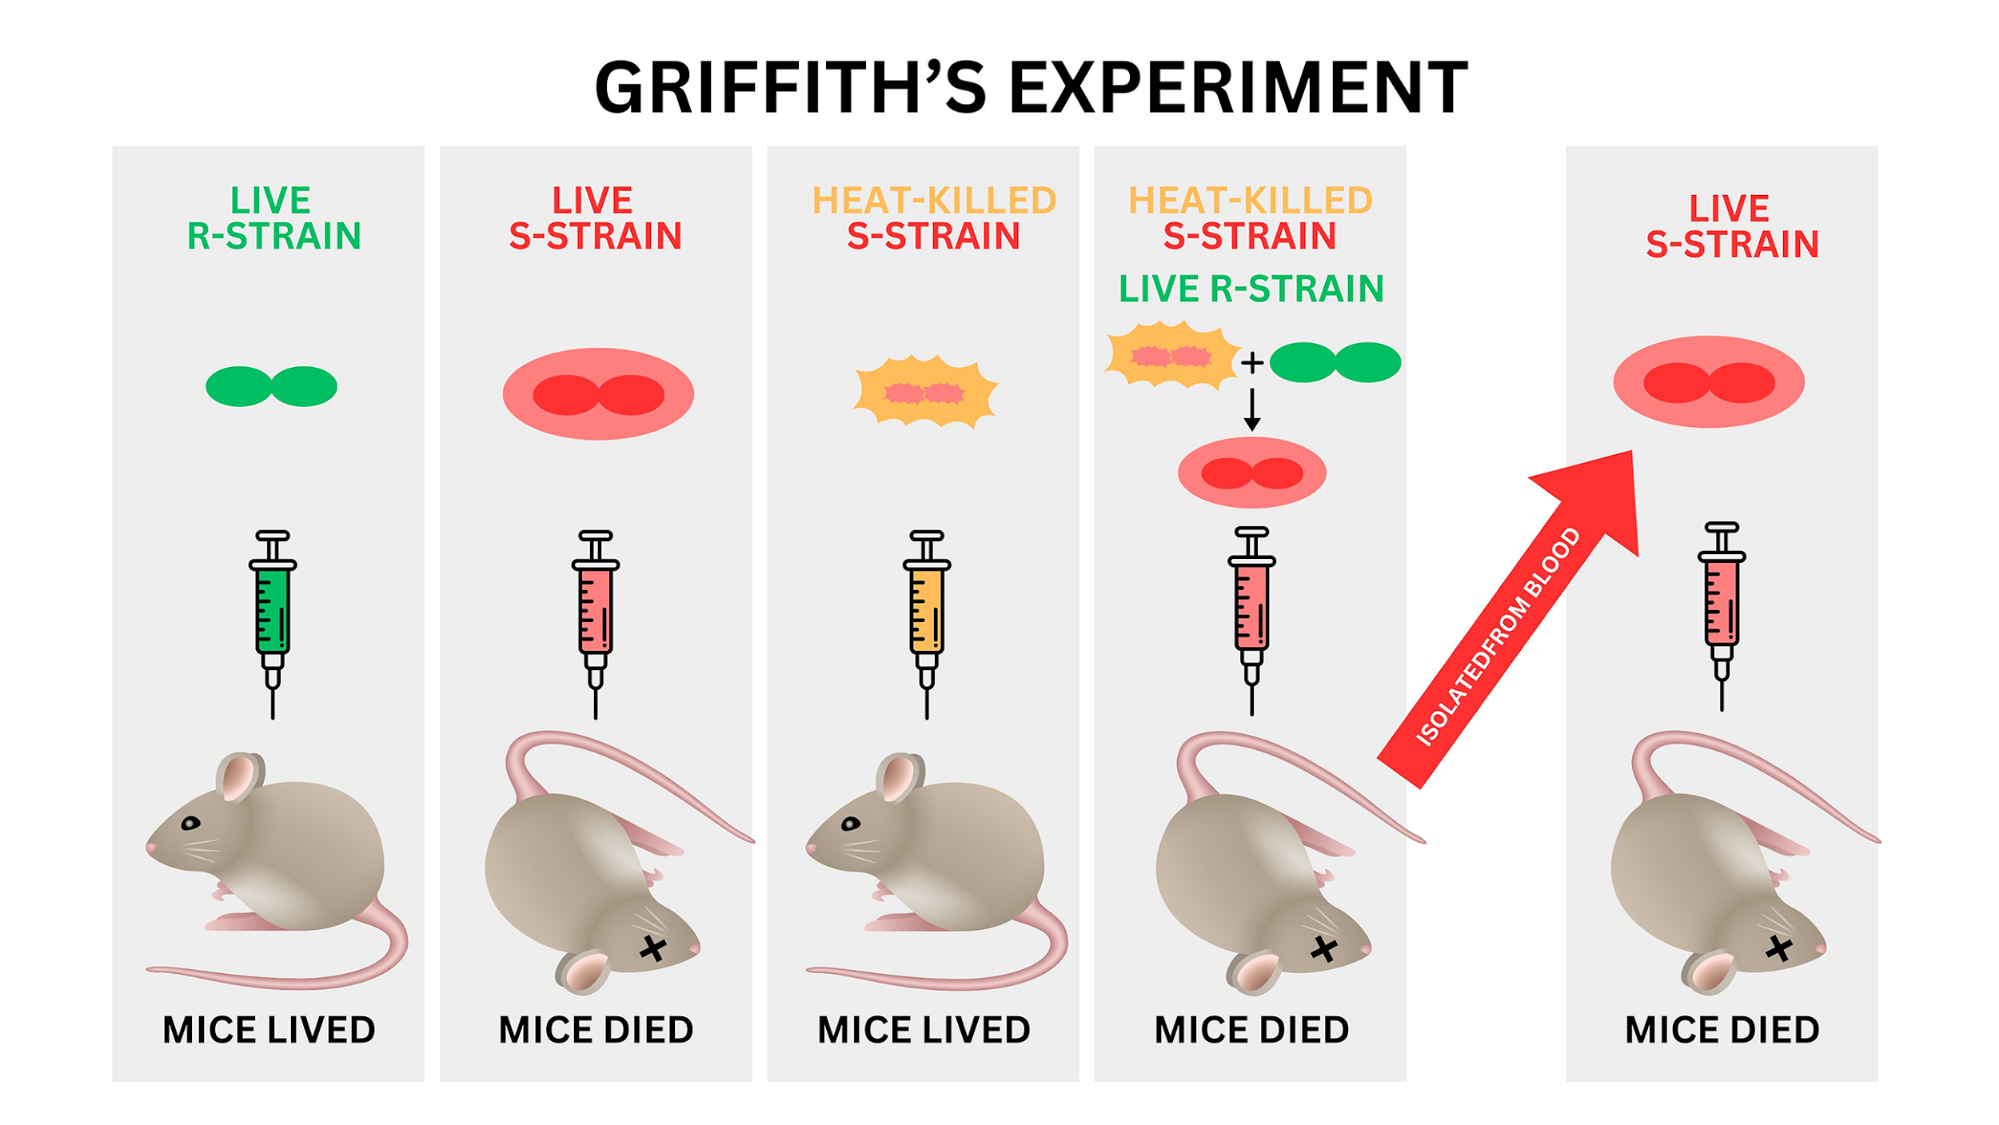 GRIFFITH’S EXPERIMENT
LIVE
R-STRAIN
MICE LIVED
LIVE
S-STRAIN
MICE DIED
HEAT-KILLED
S-STRAIN
MICE LIVED
HEAT-KILLED
S-STRAIN
LIVE R-STRAIN
+
MICE DIED
ISOLATEDFROM BLOOD
LIVE
S-STRAIN
MICE DIED